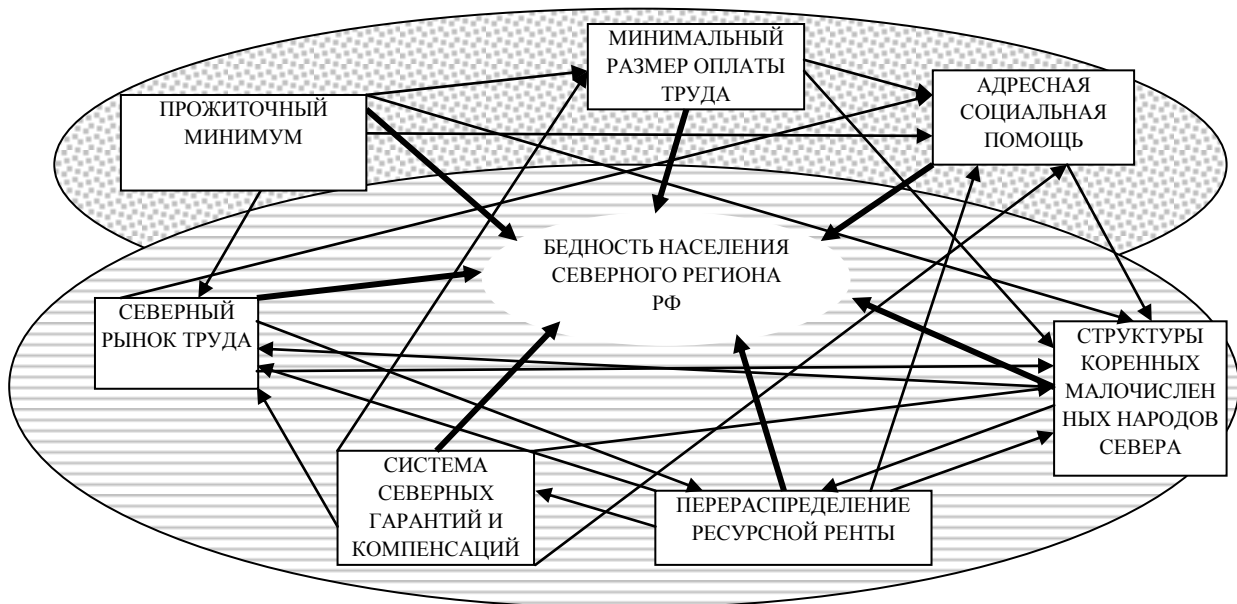 МИНИМАЛЬНЫЙ
РАЗМЕР ОПЛАТЫ
ТРУДА
АДРЕСНАЯ
СОЦИАЛЬНАЯ
ПОМОЩЬ
ПРОЖИТОЧНЫЙ
МИНИМУМ
БЕДНОСТЬ НАСЕЛЕНИЯ
СЕВЕРНОГО РЕГИОНА
РФ
СЕВЕРНЫЙ
РЫНОК ТРУДА
СТРУКТУРЫ
КОРЕННЫХ
МАЛОЧИСЛЕН
НЫХ НАРОДОВ
СЕВЕРА
СИСТЕМА
СЕВЕРНЫХ
ГАРАНТИЙ И
КОМПЕНСАЦИЙ
ПЕРЕРАСПРЕДЕЛЕНИЕ
РЕСУРСНОЙ РЕНТЫ